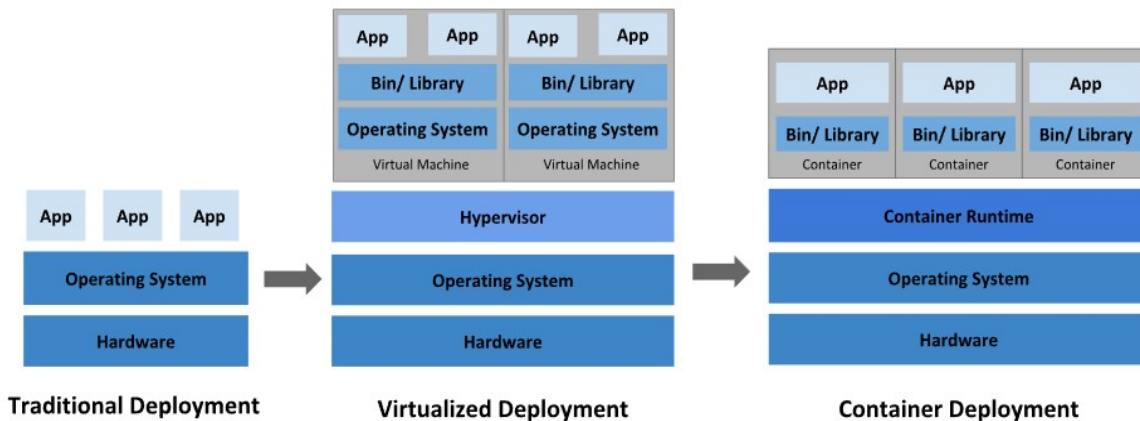 App App App
Operating System
Hardware
Traditional Deployment
App App App App
Bin/ Library Bin/ Library
Operating System Operating System
Virtual Machine Virtual Machine
Hypervisor
Operating System
Hardware
Virtualized Deployment
App App App
Bin/ Library Bin/ Library Bin/ Library
Container Container Container
Container Runtime
Operating System
Hardware
Container Deployment